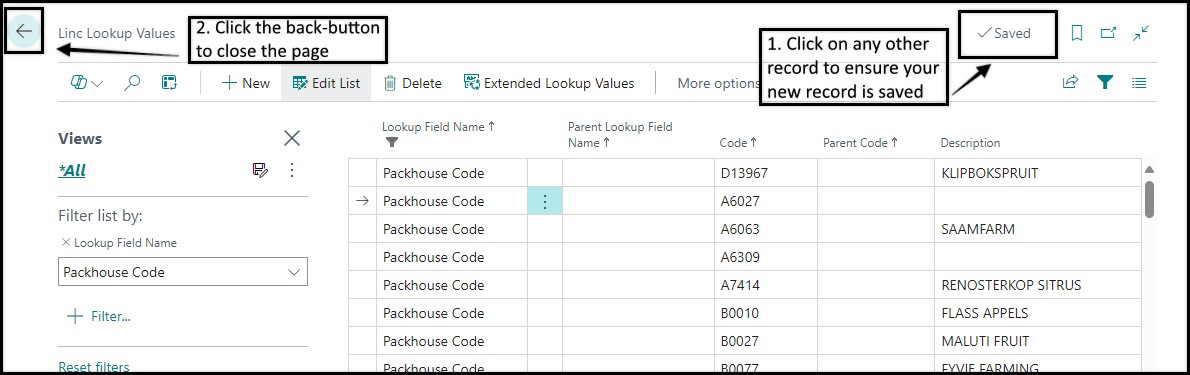 Linc Lookup Values
2. Click the back-button
to close the page
1. Click on any other
record to ensure your
new record is saved
Saved
New
Edit List
Delete
Extended Lookup Values
More options
Views
*All
Filter list by:
× Lookup Field Name
Packhouse Code
Filter...
Reset filters
Lookup Field Name ↑ Parent Lookup Field Name ↑ Code ↑ Parent Code ↑ Description
Packhouse Code D13967 KLIPBOKSPRUIT
Packhouse Code A6027
Packhouse Code A6063 SAAMFARM
Packhouse Code A6309
Packhouse Code A7414 RENOSTERKOP SITRUS
Packhouse Code B0010 FLASS APPELS
Packhouse Code B0027 MALUTI FRUIT
Packhouse Code B0077 FYVIE FARMING